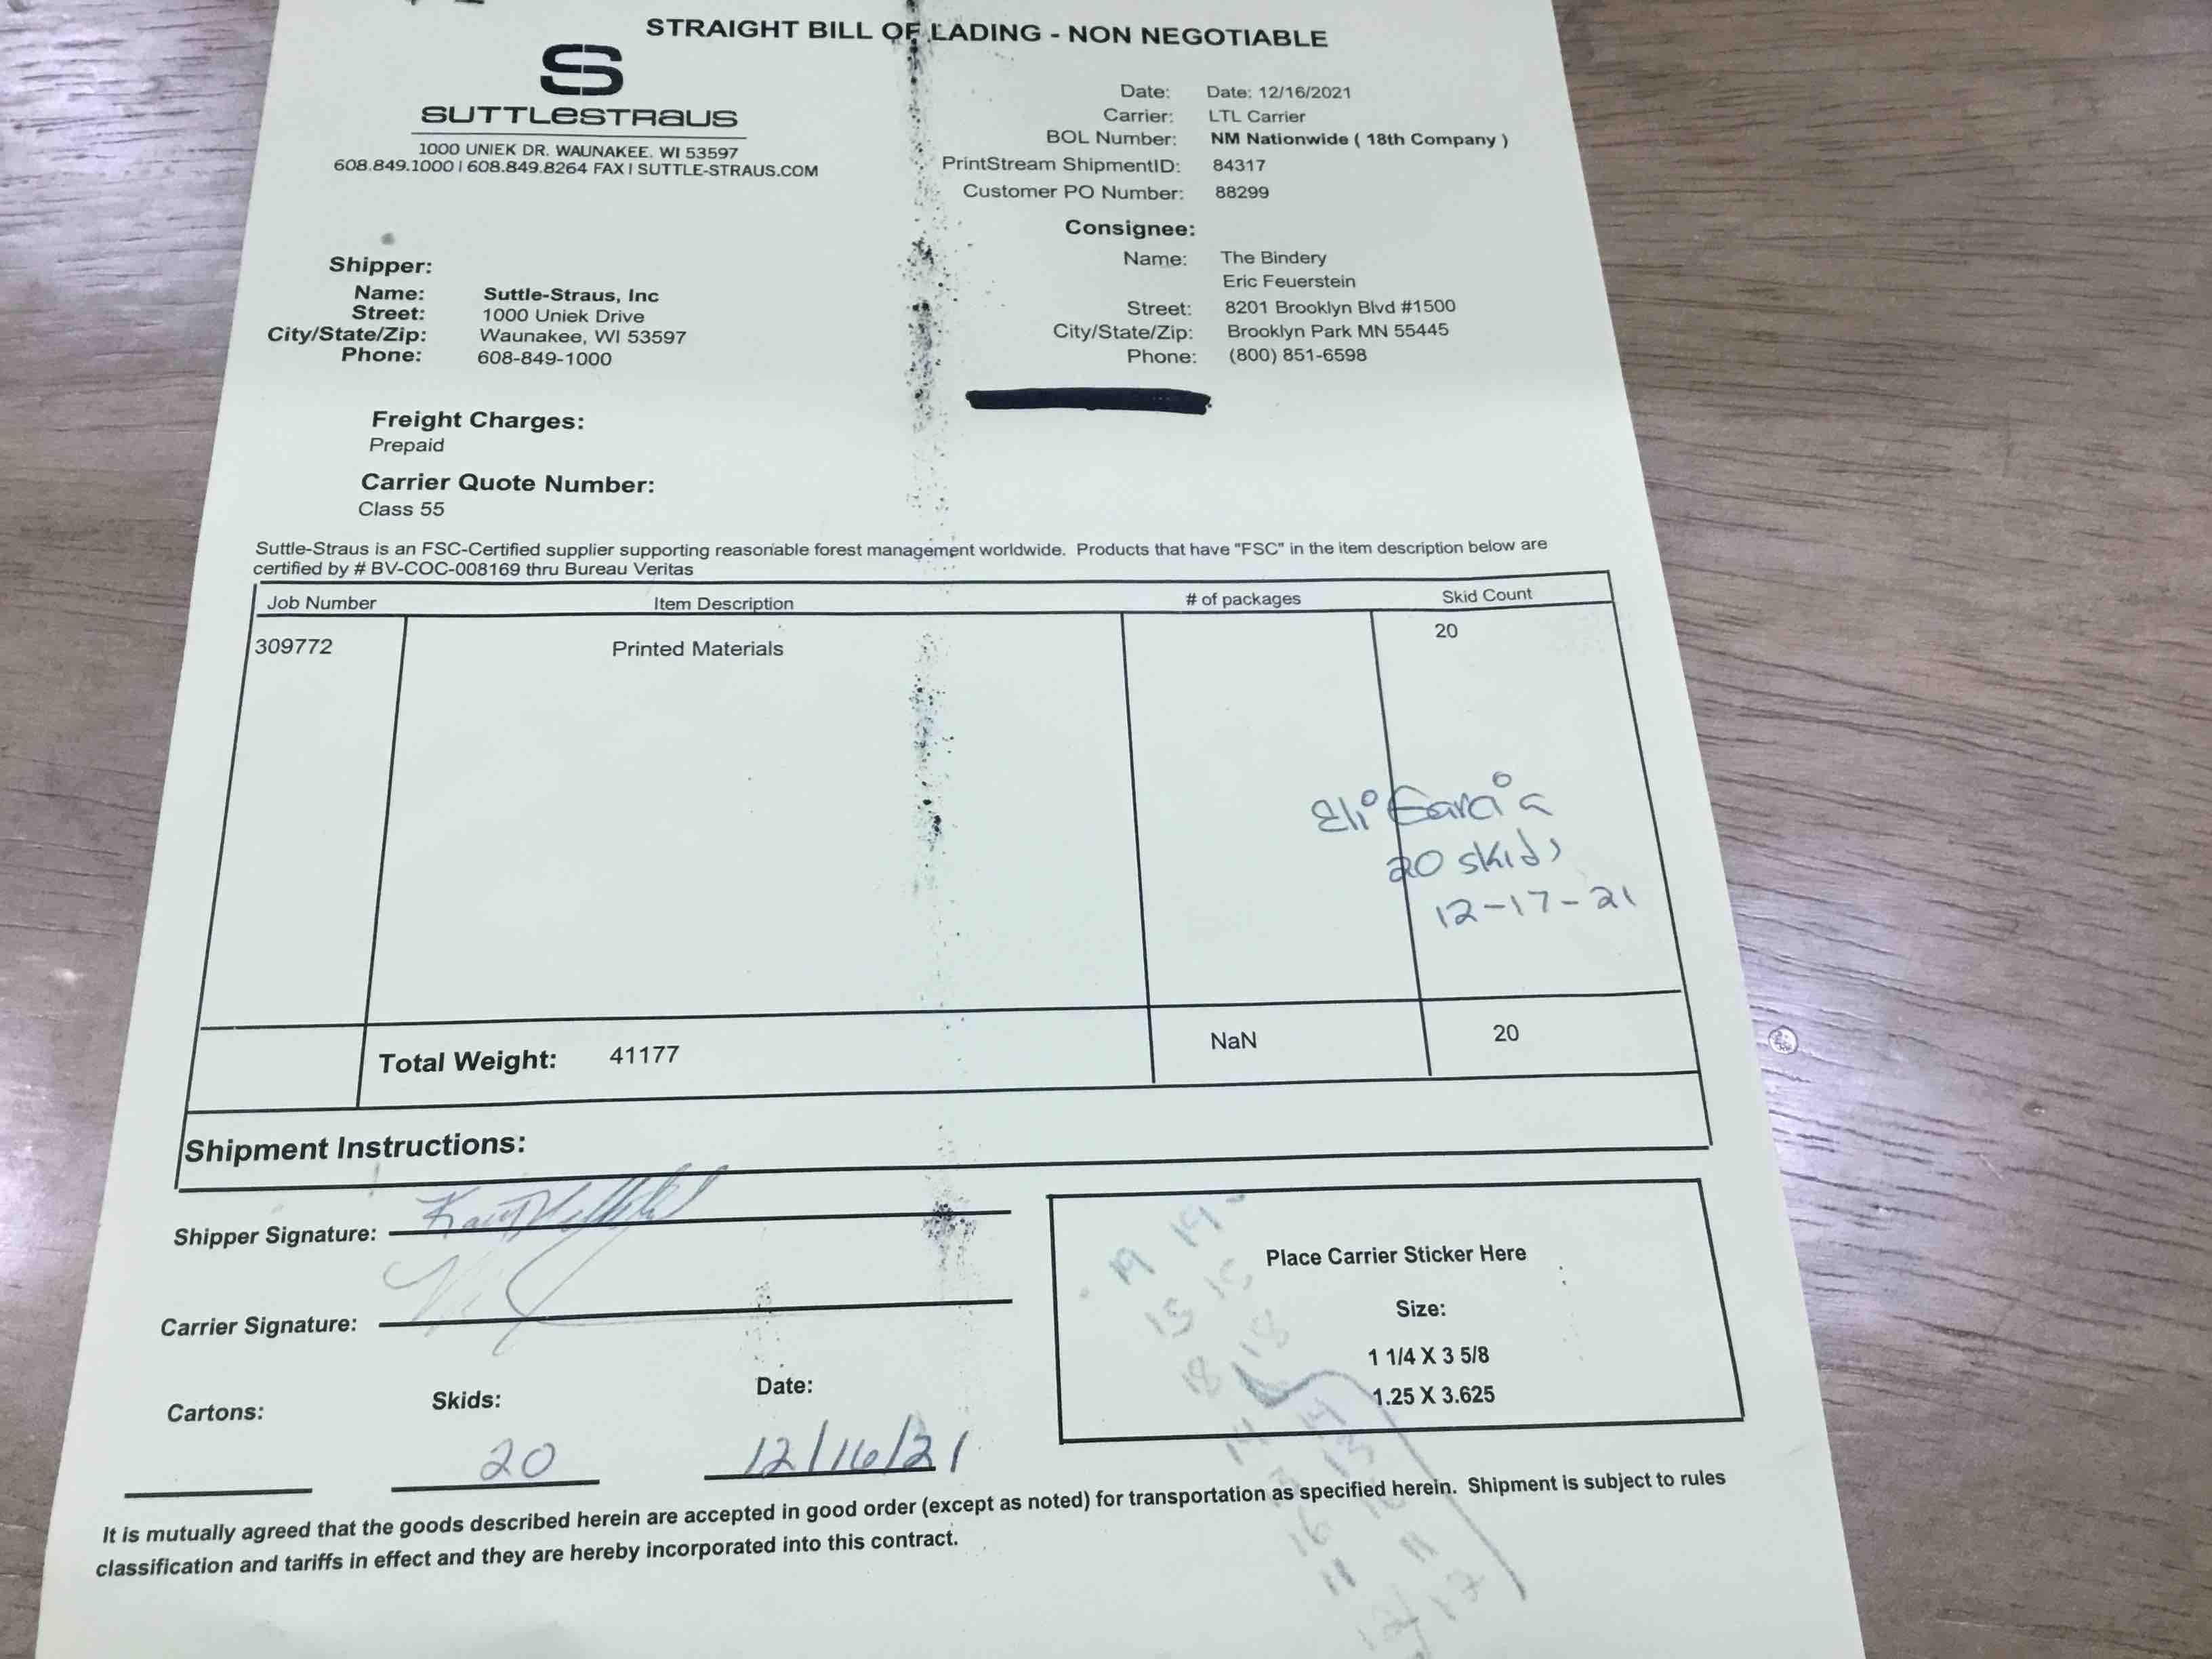 STRAIGHT BILL OF LADING - NON NEGOTIABLE
SUTTLESTRAUS
1000 UNIEK DR. WAUNAKEE. WI 53597
608.849.1000 | 608.849.8264 FAX | SUTTLE-STRAUS.COM
Date: Date: 12/16/2021
Carrier: LTL Carrier
BOL Number: NM Nationwide ( 18th Company )
PrintStream ShipmentID: 84317
Customer PO Number: 88299
Shipper:
Name: Suttle-Straus, Inc
Street: 1000 Uniek Drive
City/State/Zip: Waunakee, WI 53597
Phone: 608-849-1000
Consignee:
Name: The Bindery
Eric Feuerstein
Street: 8201 Brooklyn Blvd #1500
City/State/Zip: Brooklyn Park MN 55445
Phone: (800) 851-6598
Freight Charges:
Prepaid
Carrier Quote Number:
Class 55
Suttle-Straus is an FSC-Certified supplier supporting reasonable forest management worldwide. Products that have "FSC" in the item description below are
certified by # BV-COC-008169 thru Bureau Veritas
Job Number Item Description # of packages Skid Count
309772 Printed Materials 20
Eli Garcia
20 skids
12-17-21
Total Weight: 41177 NaN 20
Shipment Instructions:
Shipper Signature:
Carrier Signature:
Cartons: Skids: Date:
20 12/16/21
19 19
15 15
18 18
Place Carrier Sticker Here
Size:
1 1/4 X 3 5/8
1.25 X 3.625
16
11 11
17
It is mutually agreed that the goods described herein are accepted in good order (except as noted) for transportation as specified herein. Shipment is subject to rules
classification and tariffs in effect and they are hereby incorporated into this contract.